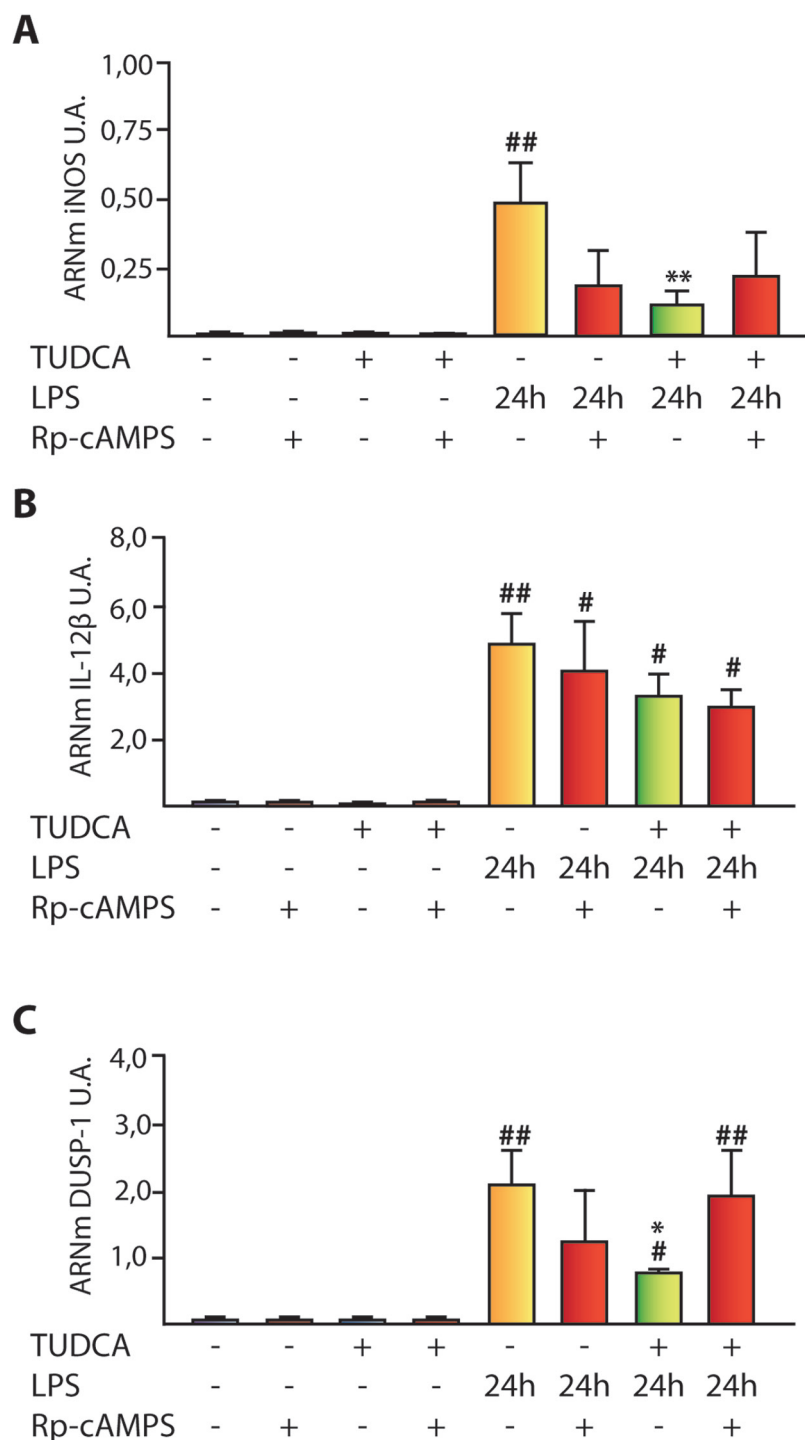 A
ARNm iNOS U.A.
1,00
0,75
0,50
0,25
## **
TUDCA - - + + - - + +
LPS - - - - 24h 24h 24h 24h
Rp-cAMPS - + - + - + - +
B
ARNm IL-12β U.A.
8,0
6,0
4,0
2,0
## # # #
TUDCA - - + + - - + +
LPS - - - - 24h 24h 24h 24h
Rp-cAMPS - + - + - + - +
C
ARNm DUSP-1 U.A.
4,0
3,0
2,0
1,0
## ##
*
#
TUDCA - - + + - - + +
LPS - - - - 24h 24h 24h 24h
Rp-cAMPS - + - + - + - +